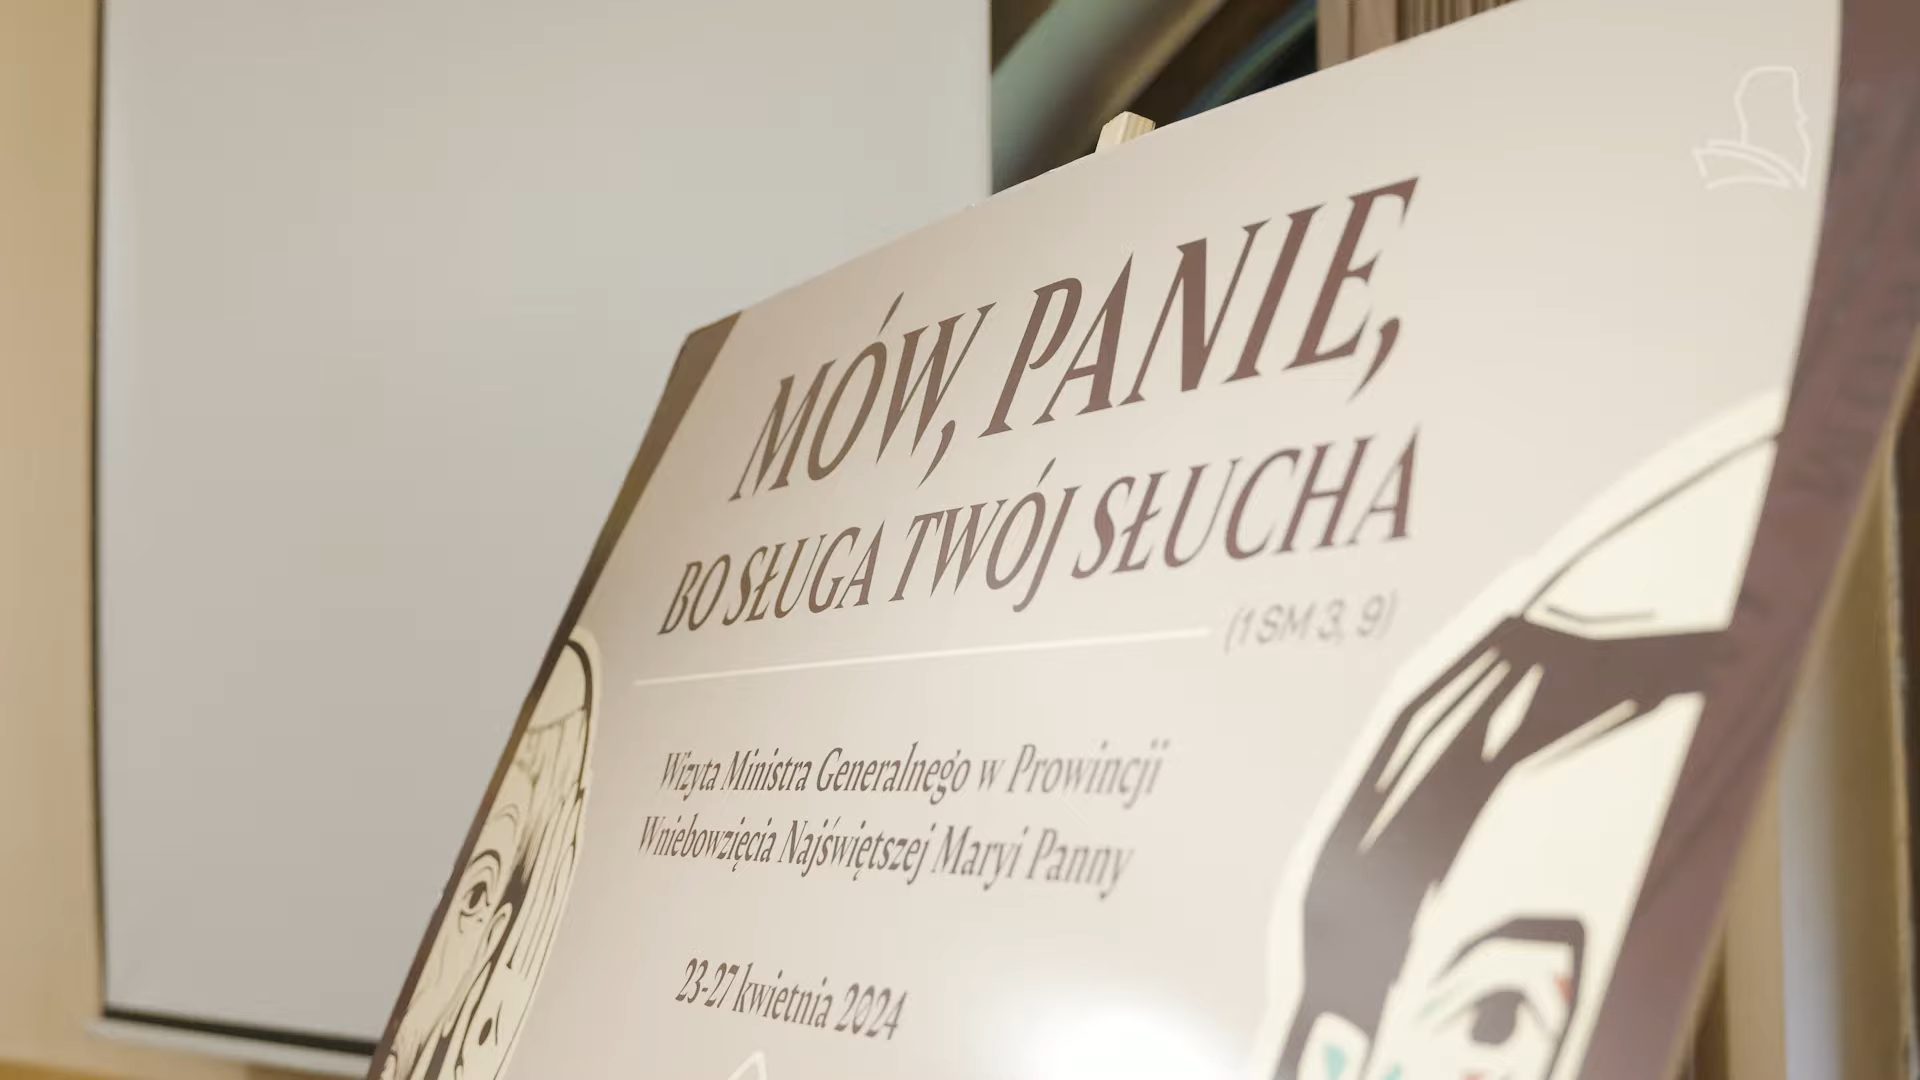 MÓW, PANIE,
BO SŁUGA TWÓJ SŁUCHA
(1 SM 3, 9)
Wizyta Ministra Generalnego w Prowincji
Wniebowzięcia Najświętszej Maryi Panny
23-27 kwietnia 2024